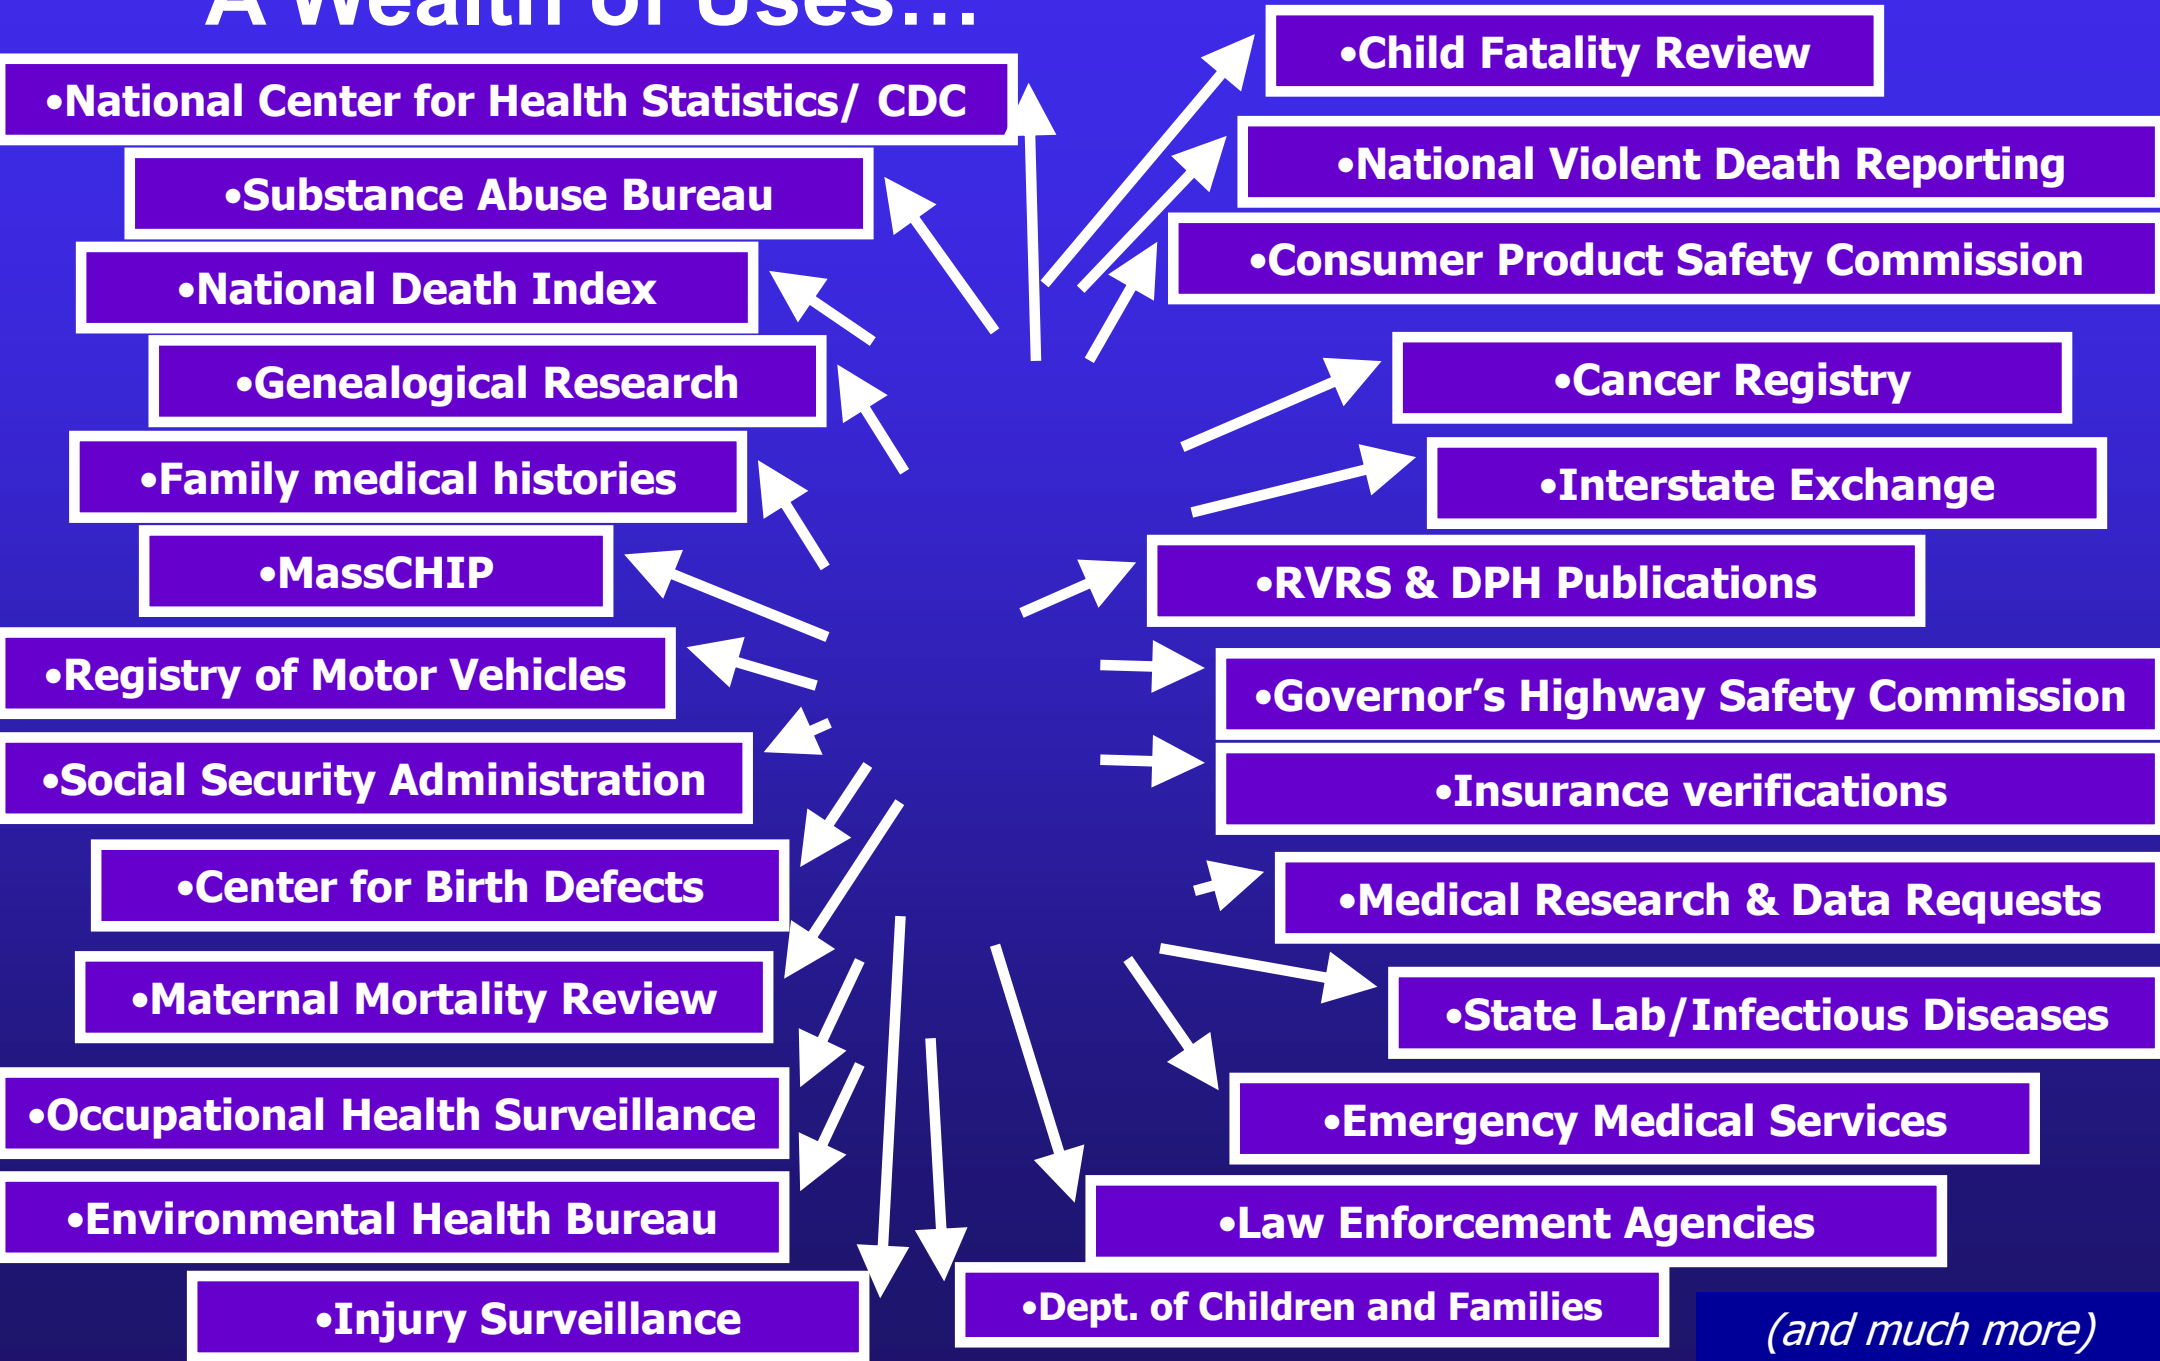 A Wealth of Uses…
•National Center for Health Statistics/ CDC
•Substance Abuse Bureau
•National Death Index
•Genealogical Research
•Family medical histories
•MassCHIP
•Registry of Motor Vehicles
•Social Security Administration
•Center for Birth Defects
•Maternal Mortality Review
•Occupational Health Surveillance
•Environmental Health Bureau
•Injury Surveillance
•Child Fatality Review
•National Violent Death Reporting
•Consumer Product Safety Commission
•Cancer Registry
•Interstate Exchange
•RVRS & DPH Publications
•Governor’s Highway Safety Commission
•Insurance verifications
•Medical Research & Data Requests
•State Lab/Infectious Diseases
•Emergency Medical Services
•Law Enforcement Agencies
•Dept. of Children and Families
(and much more)